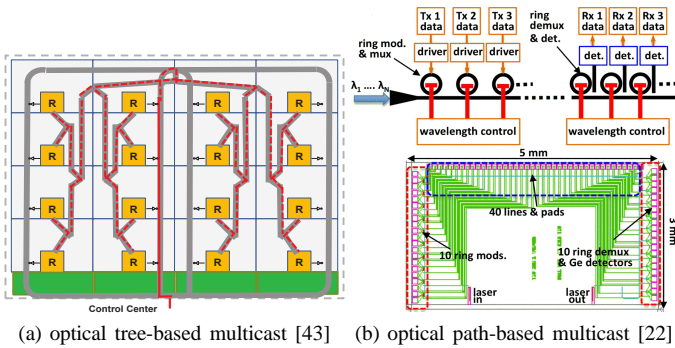 R R R R
R R R R
R R R R
R R R R
Control Center
(a) optical tree-based multicast [43]
Tx 1 Tx 2 Tx 3
data data data
driver driver driver
ring mod.
& mux
λ1 .... λN
wavelength control
ring
demux
& det.
Rx 1 Rx 2 Rx 3
data data data
det. det. det.
wavelength control
5 mm
3 mm
40 lines & pads
10 ring mods.
10 ring demux
& Ge detectors
laser
in
laser
out
(b) optical path-based multicast [22]